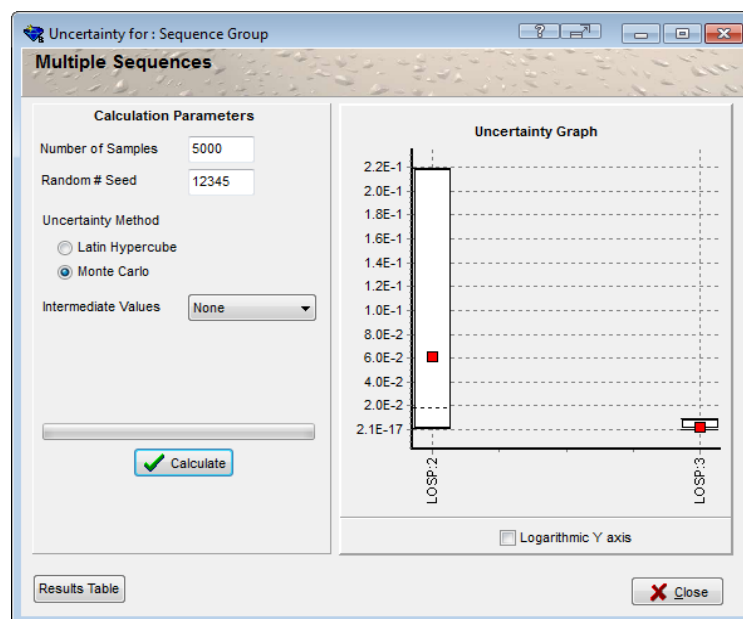 Uncertainty for : Sequence Group
?
Multiple Sequences
Calculation Parameters
Number of Samples 5000
Random # Seed 12345
Uncertainty Method
Latin Hypercube
Monte Carlo
Intermediate Values None
Calculate
Uncertainty Graph
2.2E-1
2.0E-1
1.8E-1
1.6E-1
1.4E-1
1.2E-1
1.0E-1
8.0E-2
6.0E-2
4.0E-2
2.0E-2
2.1E-17
LOSP:2
LOSP:3
Logarithmic Y axis
Results Table
Close